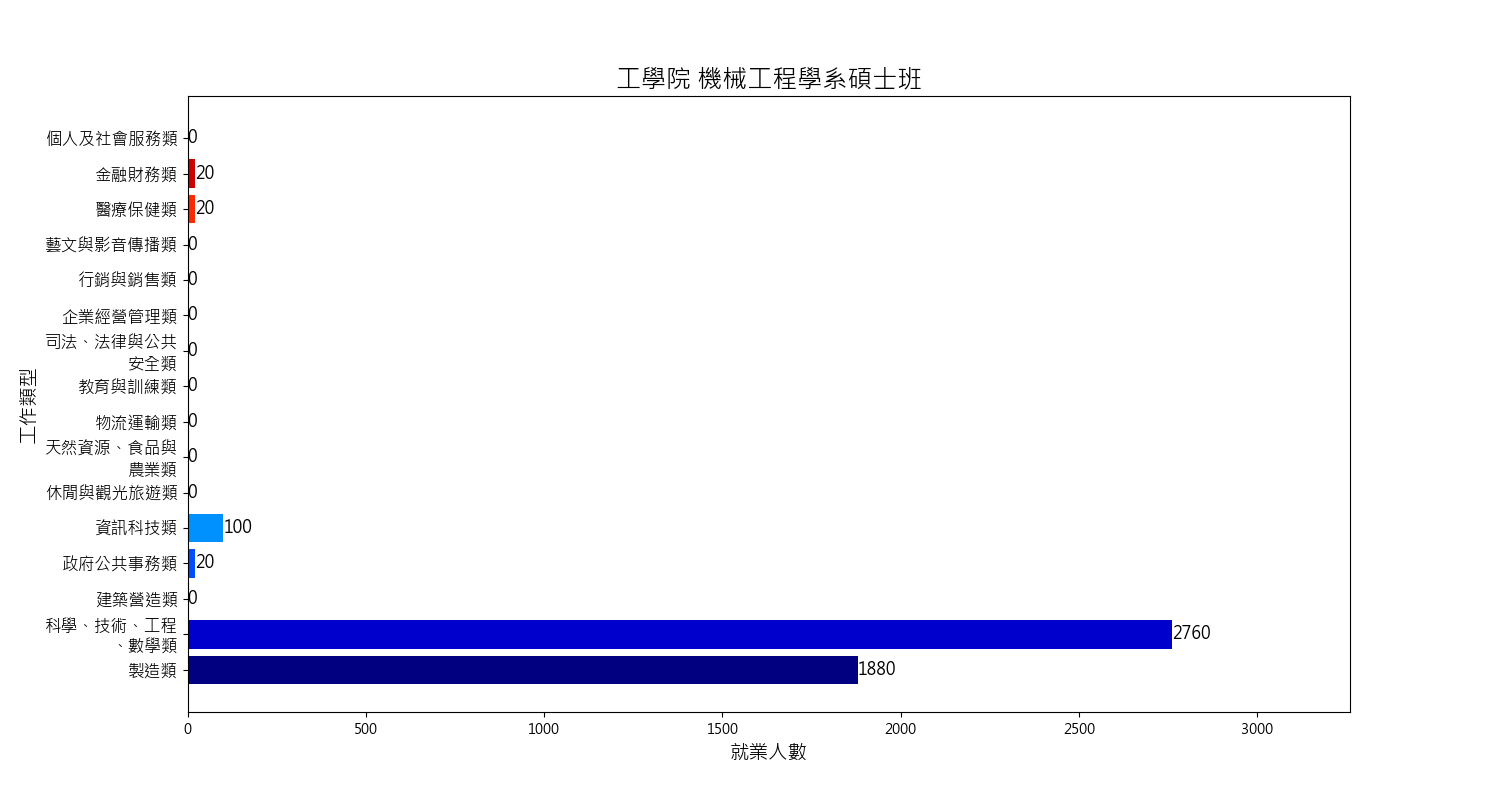 工學院 機械工程學系碩士班
個人及社會服務類
0
金融財務類
20
醫療保健類
20
藝文與影音傳播類
0
行銷與銷售類
0
企業經營管理類
0
司法、法律與公共
安全類
0
教育與訓練類
0
物流運輸類
0
天然資源、食品與
農業類
0
休閒與觀光旅遊類
0
資訊科技類
100
政府公共事務類
20
建築營造類
0
科學、技術、工程
、數學類
2760
製造類
1880
工作類型
0
500
1000
1500
2000
2500
3000
就業人數